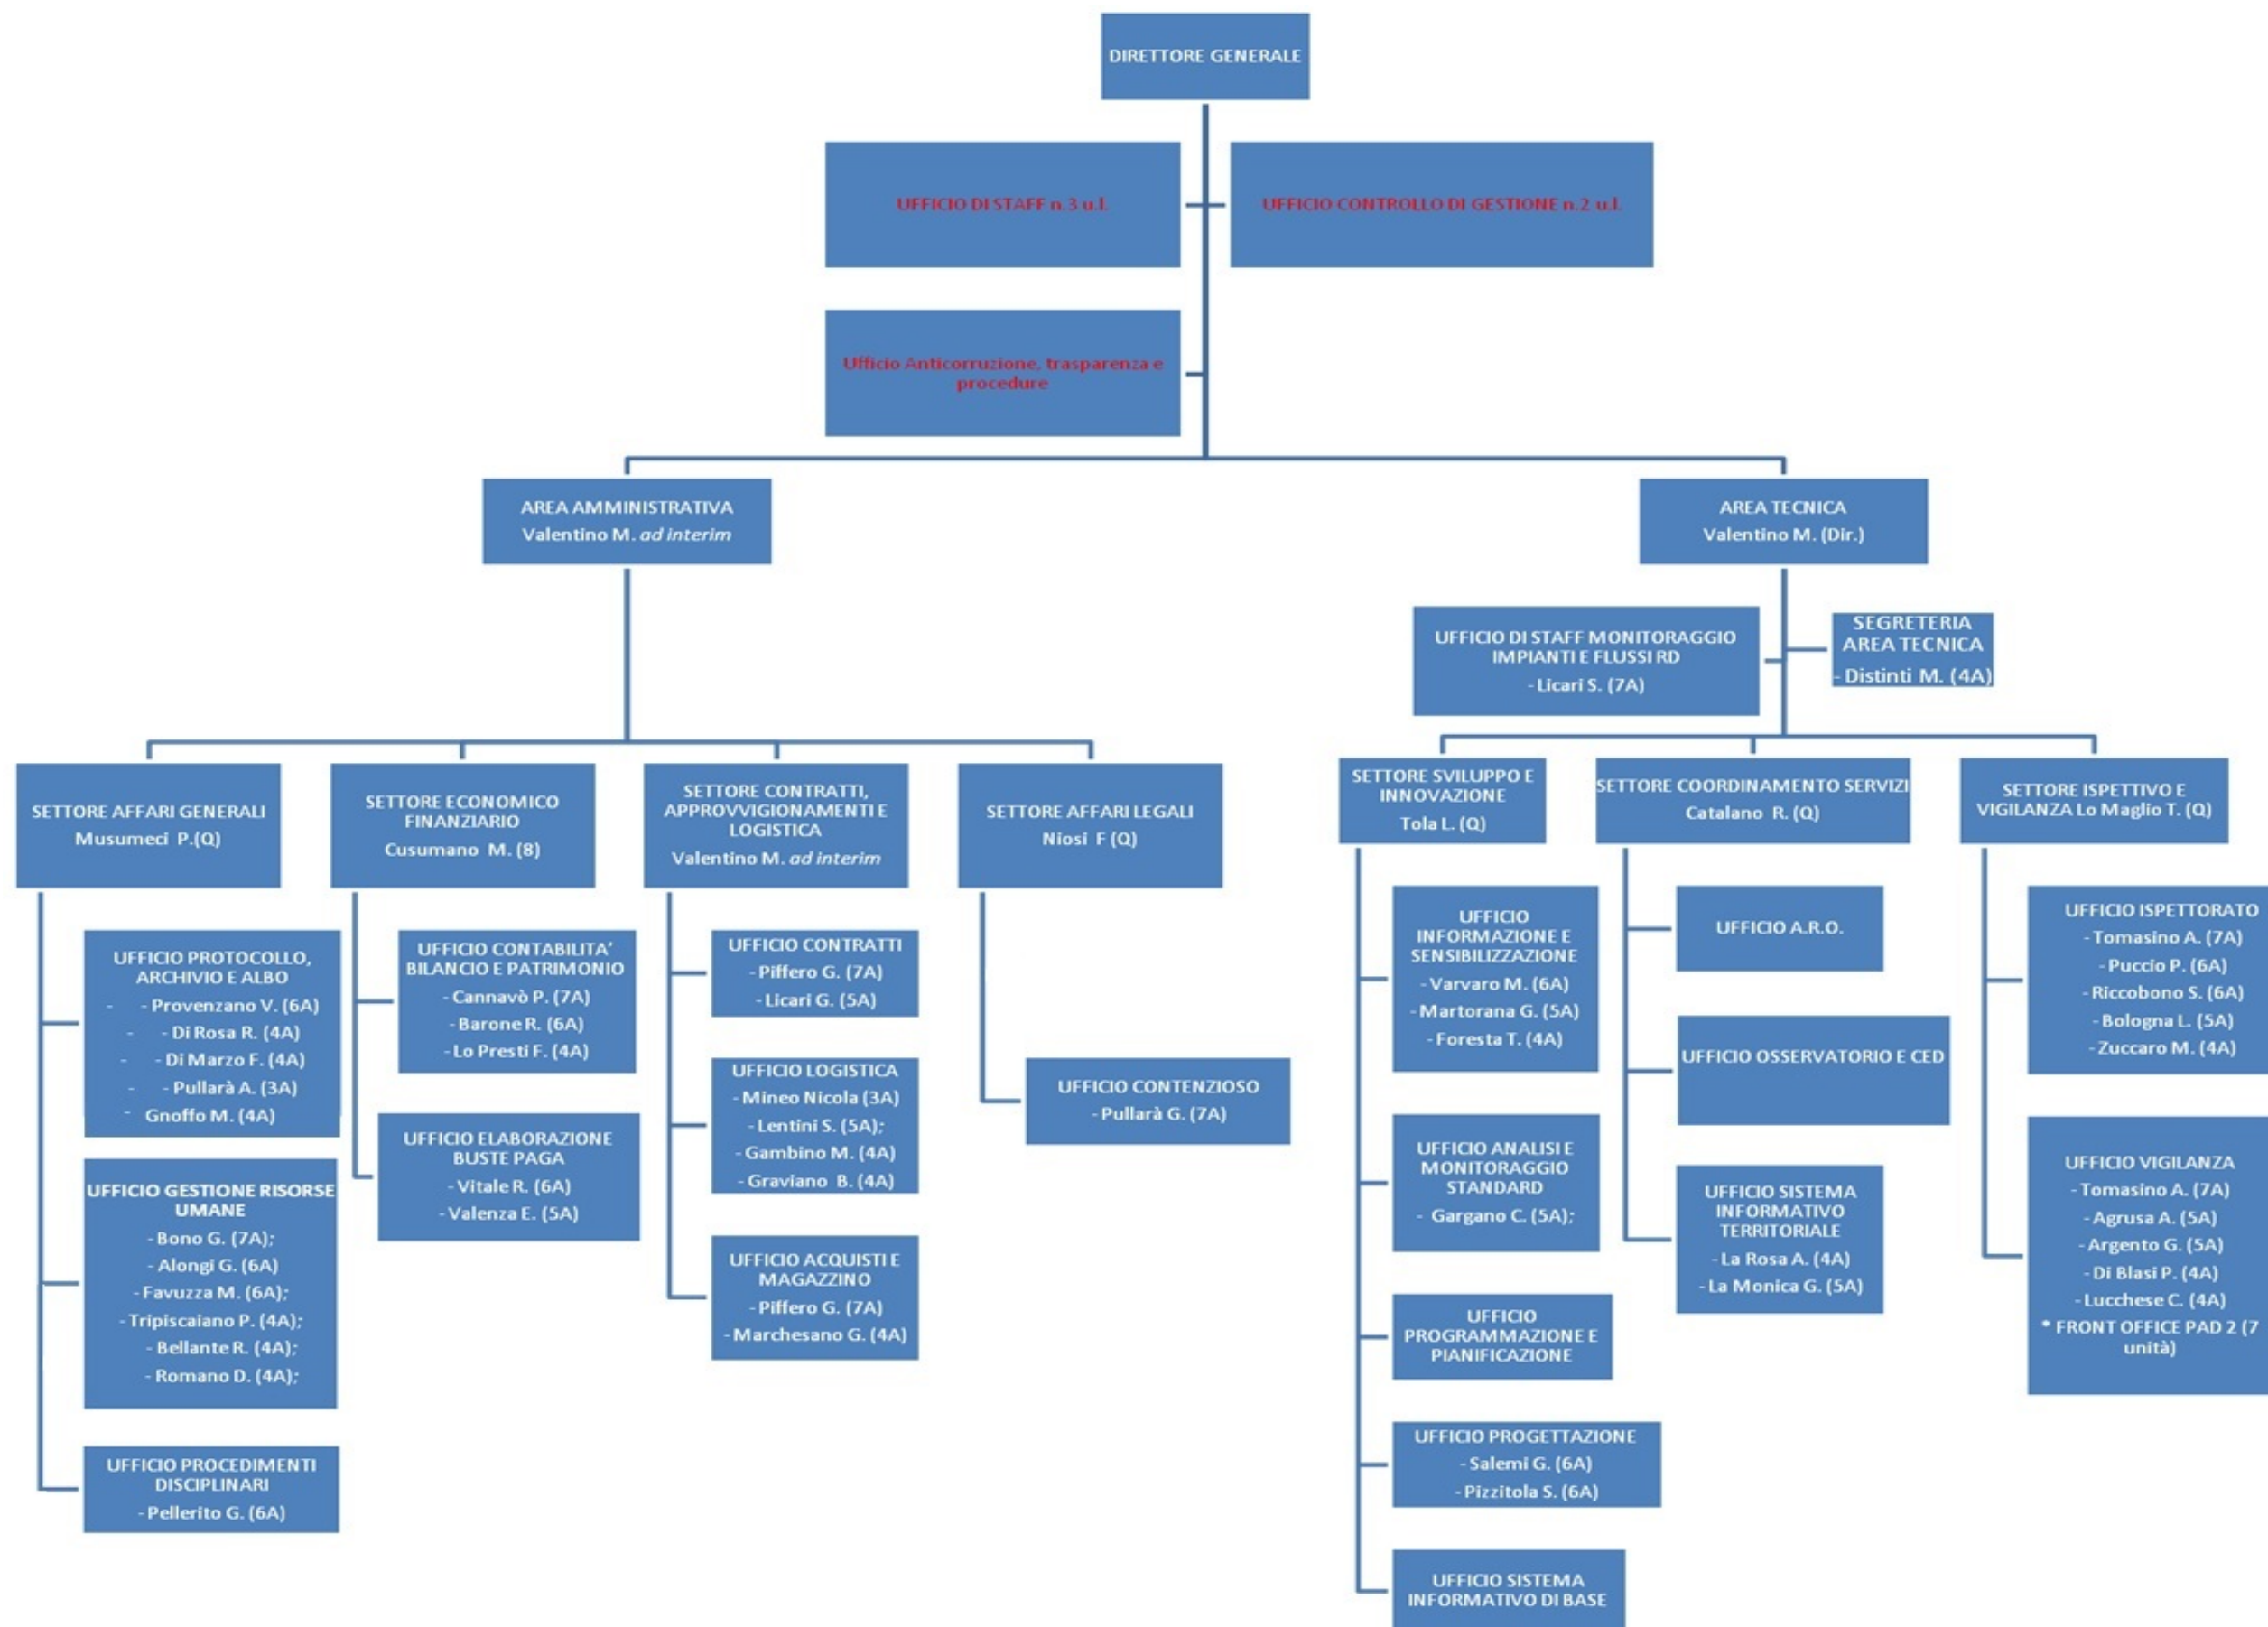 DIRETTORE GENERALE
UFFICIO DI STAFF n.3 u.l.
UFFICIO CONTROLLO DI GESTIONE n.2 u.l.
Ufficio Anticorruzione, trasparenza e
procedure
AREA AMMINISTRATIVA
Valentino M. ad interim
AREA TECNICA
Valentino M. (Dir.)
UFFICIO DI STAFF MONITORAGGIO
IMPIANTI E FLUSSI RD
- Licari S. (7A)
SEGRETERIA
AREA TECNICA
- Distinti M. (4A)
SETTORE AFFARI GENERALI
Musumeci P.(Q)
UFFICIO PROTOCOLLO,
ARCHIVIO E ALBO
- - Provenzano V. (6A)
- - Di Rosa R. (4A)
- - Di Marzo F. (4A)
- - Pullarà A. (3A)
- Gnoffo M. (4A)
UFFICIO GESTIONE RISORSE
UMANE
- Bono G. (7A);
- Alongi G. (6A)
- Favuzza M. (6A);
- Tripiscaiano P. (4A);
- Bellante R. (4A);
- Romano D. (4A);
UFFICIO PROCEDIMENTI
DISCIPLINARI
- Pellerito G. (6A)
SETTORE ECONOMICO
FINANZIARIO
Cusumano M. (8)
UFFICIO CONTABILITA’
BILANCIO E PATRIMONIO
- Cannavò P. (7A)
- Barone R. (6A)
- Lo Presti F. (4A)
UFFICIO ELABORAZIONE
BUSTE PAGA
- Vitale R. (6A)
- Valenza E. (5A)
SETTORE CONTRATTI,
APPROVVIGIONAMENTI E
LOGISTICA
Valentino M. ad interim
UFFICIO CONTRATTI
- Piffero G. (7A)
- Licari G. (5A)
UFFICIO LOGISTICA
- Mineo Nicola (3A)
- Lentini S. (5A);
- Gambino M. (4A)
- Graviano B. (4A)
UFFICIO ACQUISTI E
MAGAZZINO
- Piffero G. (7A)
- Marchesano G. (4A)
SETTORE AFFARI LEGALI
Niosi F (Q)
UFFICIO CONTENZIOSO
- Pullarà G. (7A)
SETTORE SVILUPPO E
INNOVAZIONE
Tola L. (Q)
UFFICIO
INFORMAZIONE E
SENSIBILIZZAZIONE
- Varvaro M. (6A)
- Martorana G. (5A)
- Foresta T. (4A)
UFFICIO ANALISI E
MONITORAGGIO
STANDARD
- Gargano C. (5A);
UFFICIO
PROGRAMMAZIONE E
PIANIFICAZIONE
UFFICIO PROGETTAZIONE
- Salemi G. (6A)
- Pizzitola S. (6A)
UFFICIO SISTEMA
INFORMATIVO DI BASE
SETTORE COORDINAMENTO SERVIZI
Catalano R. (Q)
UFFICIO A.R.O.
UFFICIO OSSERVATORIO E CED
UFFICIO SISTEMA
INFORMATIVO
TERRITORIALE
- La Rosa A. (4A)
- La Monica G. (5A)
SETTORE ISPETTIVO E
VIGILANZA Lo Maglio T. (Q)
UFFICIO ISPETTORATO
- Tomasino A. (7A)
- Puccio P. (6A)
- Riccobono S. (6A)
- Bologna L. (5A)
- Zuccaro M. (4A)
UFFICIO VIGILANZA
- Tomasino A. (7A)
- Agrusa A. (5A)
- Argento G. (5A)
- Di Blasi P. (4A)
- Lucchese C. (4A)
* FRONT OFFICE PAD 2 (7
unità)